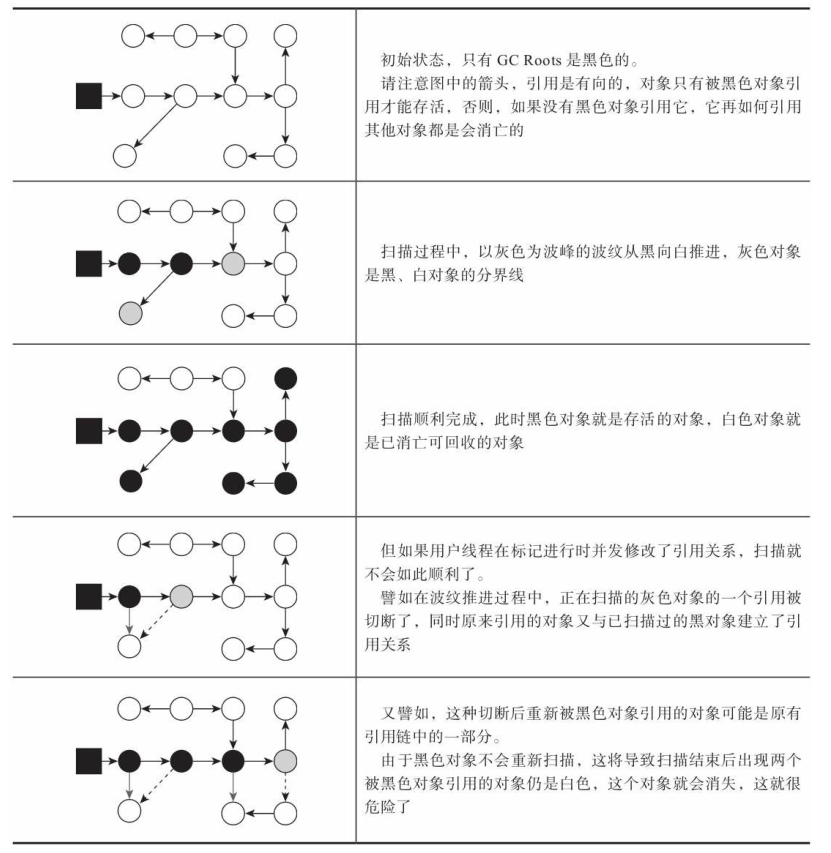 初始状态，只有 GC Roots 是黑色的。
请注意图中的箭头，引用是有向的，对象只有被黑色对象引
用才能存活，否则，如果没有黑色对象引用它，它再如何引用
其他对象都是会消亡的
扫描过程中，以灰色为波峰的波纹从黑向白推进，灰色对象
是黑、白对象的分界线
扫描顺利完成，此时黑色对象就是存活的对象，白色对象就
是已消亡可回收的对象
但如果用户线程在标记进行时并发修改了引用关系，扫描就
不会如此顺利了。
譬如在波纹推进过程中，正在扫描的灰色对象的一个引用被
切断了，同时原来引用的对象又与已扫描过的黑对象建立了引
用关系
又譬如，这种切断后重新被黑色对象引用的对象可能是原有
引用链中的一部分。
由于黑色对象不会重新扫描，这将导致扫描结束后出现两个
被黑色对象引用的对象仍是白色，这个对象就会消失，这就很
危险了